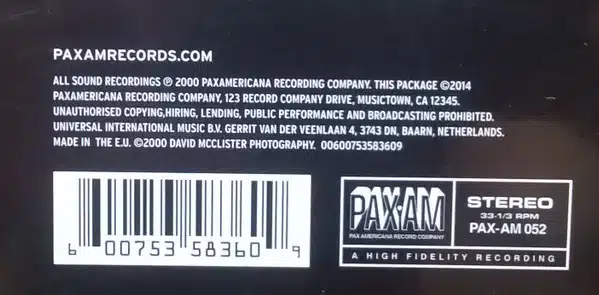 PAXAMRECORDS.COM
ALL SOUND RECORDINGS ℗ 2000 PAXAMERICANA RECORDING COMPANY. THIS PACKAGE ©2014
PAXAMERICANA RECORDING COMPANY, 123 RECORD COMPANY DRIVE, MUSICTOWN, CA 12345.
UNAUTHORISED COPYING,HIRING, LENDING, PUBLIC PERFORMANCE AND BROADCASTING PROHIBITED.
UNIVERSAL INTERNATIONAL MUSIC B.V. GERRIT VAN DER VEENLAAN 4, 3743 DN, BAARN, NETHERLANDS.
MADE IN THE E.U. ©2000 DAVID MCCLISTER PHOTOGRAPHY. 00600753583609
6 00753 58360 9
PAX·AM
PAX AMERICANA RECORD COMPANY
STEREO
33-1/3 RPM
PAX-AM 052
A HIGH FIDELITY RECORDING